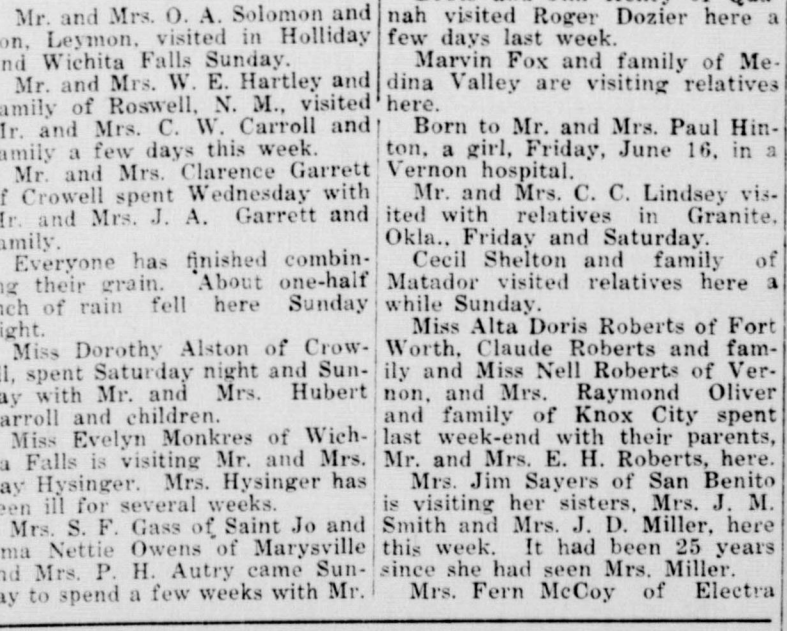 Mr. and Mrs. O. A. Solomon and
on, Leymon, visited in Holliday
nd Wichita Falls Sunday.
Mr. and Mrs. W. E. Hartley and
amily of Roswell, N. M., visited
Mr. and Mrs. C. W. Carroll and
amily a few days this week.
Mr. and Mrs. Clarence Garrett
f Crowell spent Wednesday with
Mr. and Mrs. J. A. Garrett and
amily.
Everyone has finished combin-
ng their grain. About one-half
nch of rain fell here Sunday
ight.
Miss Dorothy Alston of Crow-
ll, spent Saturday night and Sun-
ay with Mr. and Mrs. Hubert
arroll and children.
Miss Evelyn Monkres of Wich-
a Falls is visiting Mr. and Mrs.
ay Hysinger. Mrs. Hysinger has
een ill for several weeks.
Mrs. S. F. Gass of Saint Jo and
ma Nettie Owens of Marysville
nd Mrs. P. H. Autry came Sun-
ay to spend a few weeks with Mr.
nah visited Roger Dozier here a
few days last week.
Marvin Fox and family of Me-
dina Valley are visiting relatives
here.
Born to Mr. and Mrs. Paul Hin-
ton, a girl, Friday, June 16, in a
Vernon hospital.
Mr. and Mrs. C. C. Lindsey vis-
ited with relatives in Granite,
Okla., Friday and Saturday.
Cecil Shelton and family of
Matador visited relatives here a
while Sunday.
Miss Alta Doris Roberts of Fort
Worth, Claude Roberts and fam-
ily and Miss Nell Roberts of Ver-
non, and Mrs. Raymond Oliver
and family of Knox City spent
last week-end with their parents,
Mr. and Mrs. E. H. Roberts, here.
Mrs. Jim Sayers of San Benito
is visiting her sisters, Mrs. J. M.
Smith and Mrs. J. D. Miller, here
this week. It had been 25 years
since she had seen Mrs. Miller.
Mrs. Fern McCoy of Electra